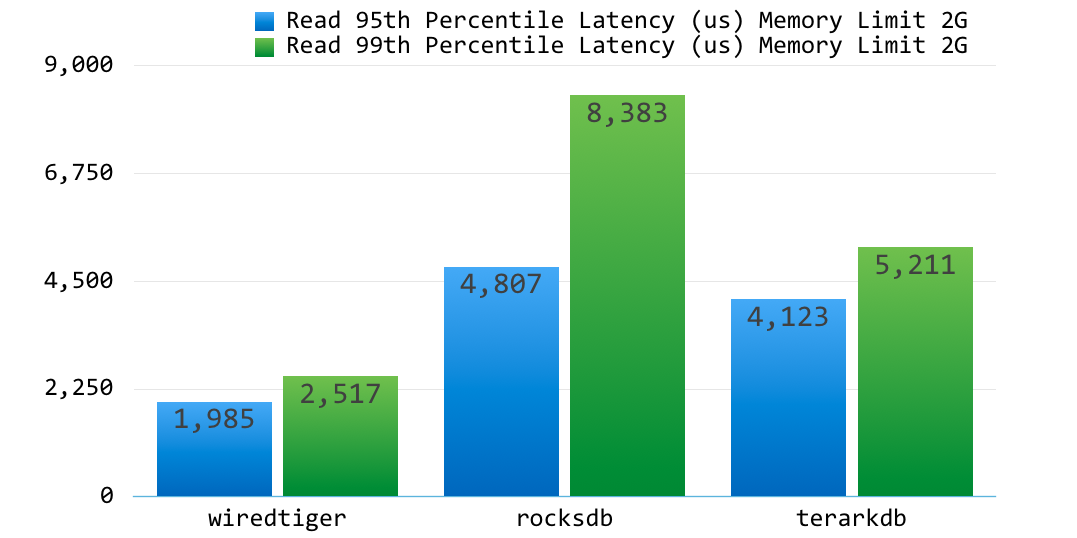 Read 95th Percentile Latency (us) Memory Limit 2G
Read 99th Percentile Latency (us) Memory Limit 2G
9,000
6,750
4,500
2,250
0
1,985
2,517
4,807
8,383
4,123
5,211
wiredtiger
rocksdb
terarkdb